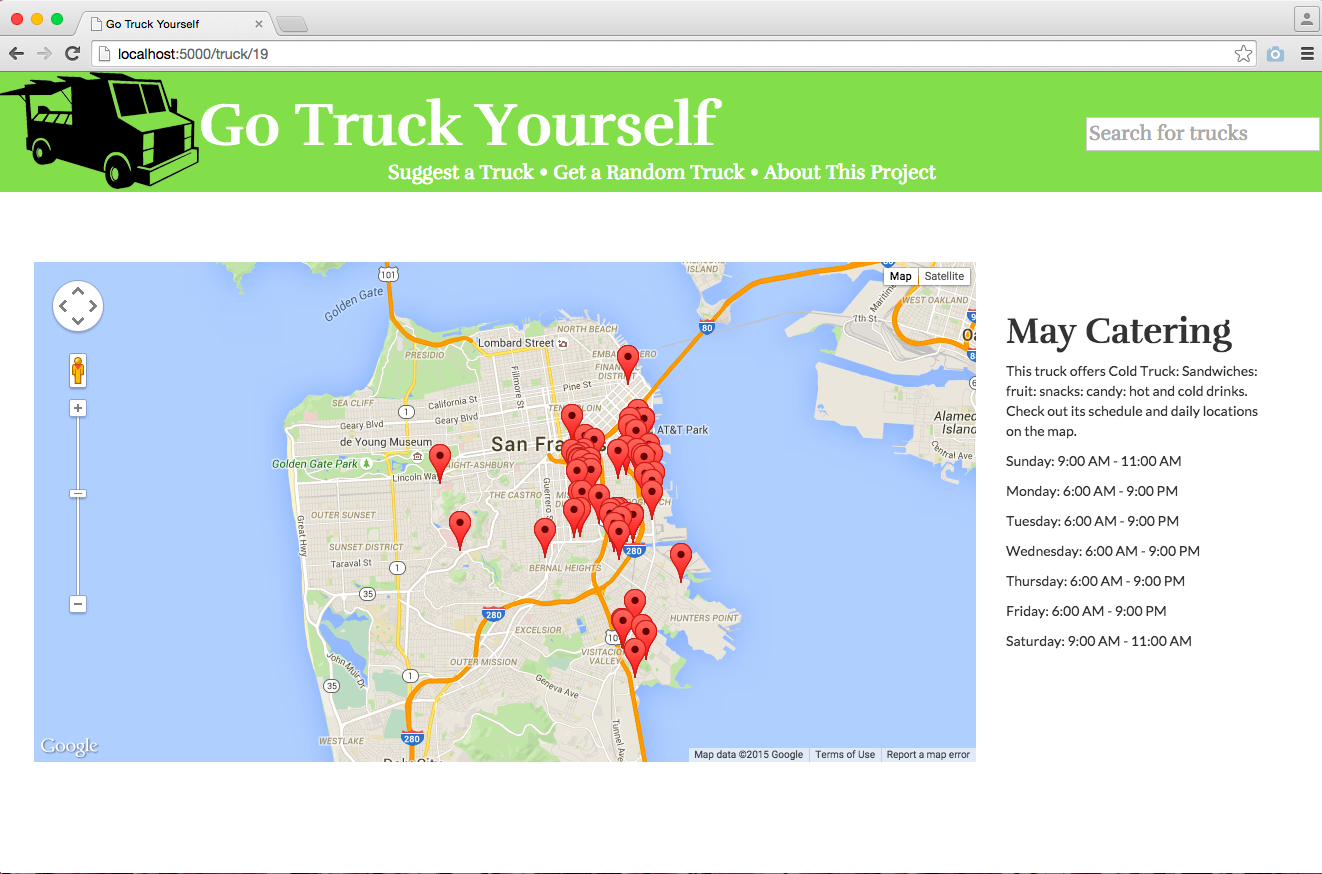 Go Truck Yourself
localhost:5000/truck/19
Go Truck Yourself
Search for trucks
Suggest a Truck • Get a Random Truck • About This Project
Map
Satellite
101
Golden Gate
80
7th St
WEST OAKLAND
NORTH BEACH
Lombard Street
PRESIDIO
SEA CLIFF
Fillmore St
Pine St
California St
Geary Blvd
Geary Blvd
1
AT&T Park
Alameda
Island
Central Ave
de Young Museum
San Fra
Golden Gate Park
Lincoln Way
THE CASTRO
Guerrero St
Great Hwy
OUTER SUNSET
SUNSET DISTRICT
Taraval St
1
280
BERNAL HEIGHTS
35
280
HUNTERS POINT
EXCELSIOR
VISITACION
VALLEY
OUTER MISSION
John Muir Dr
35
1
Geneva Ave
Tunnel Ave
WESTLAKE
280
Google
Map data ©2015 Google
Terms of Use
Report a map error
May Catering
This truck offers Cold Truck: Sandwiches:
fruit: snacks: candy: hot and cold drinks.
Check out its schedule and daily locations
on the map.
Sunday: 9:00 AM - 11:00 AM
Monday: 6:00 AM - 9:00 PM
Tuesday: 6:00 AM - 9:00 PM
Wednesday: 6:00 AM - 9:00 PM
Thursday: 6:00 AM - 9:00 PM
Friday: 6:00 AM - 9:00 PM
Saturday: 9:00 AM - 11:00 AM